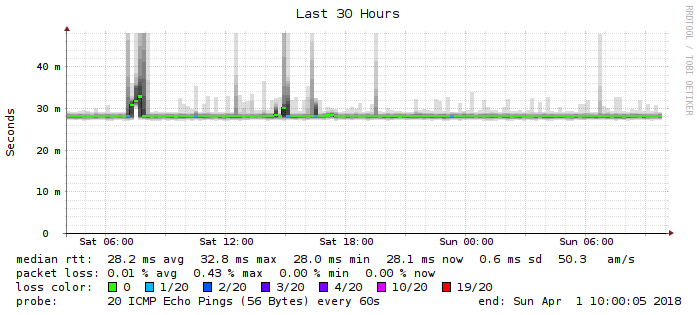 Last 30 Hours
RRDTOOL / TOBI OETIKER
Seconds
40 m
30 m
20 m
10 m
0
Sat 06:00 Sat 12:00 Sat 18:00 Sun 00:00 Sun 06:00
median rtt: 28.2 ms avg 32.8 ms max 28.0 ms min 28.1 ms now 0.6 ms sd 50.3 am/s
packet loss: 0.01 % avg 0.43 % max 0.00 % min 0.00 % now
loss color: 0 1/20 2/20 3/20 4/20 10/20 19/20
probe: 20 ICMP Echo Pings (56 Bytes) every 60s end: Sun Apr 1 10:00:05 2018